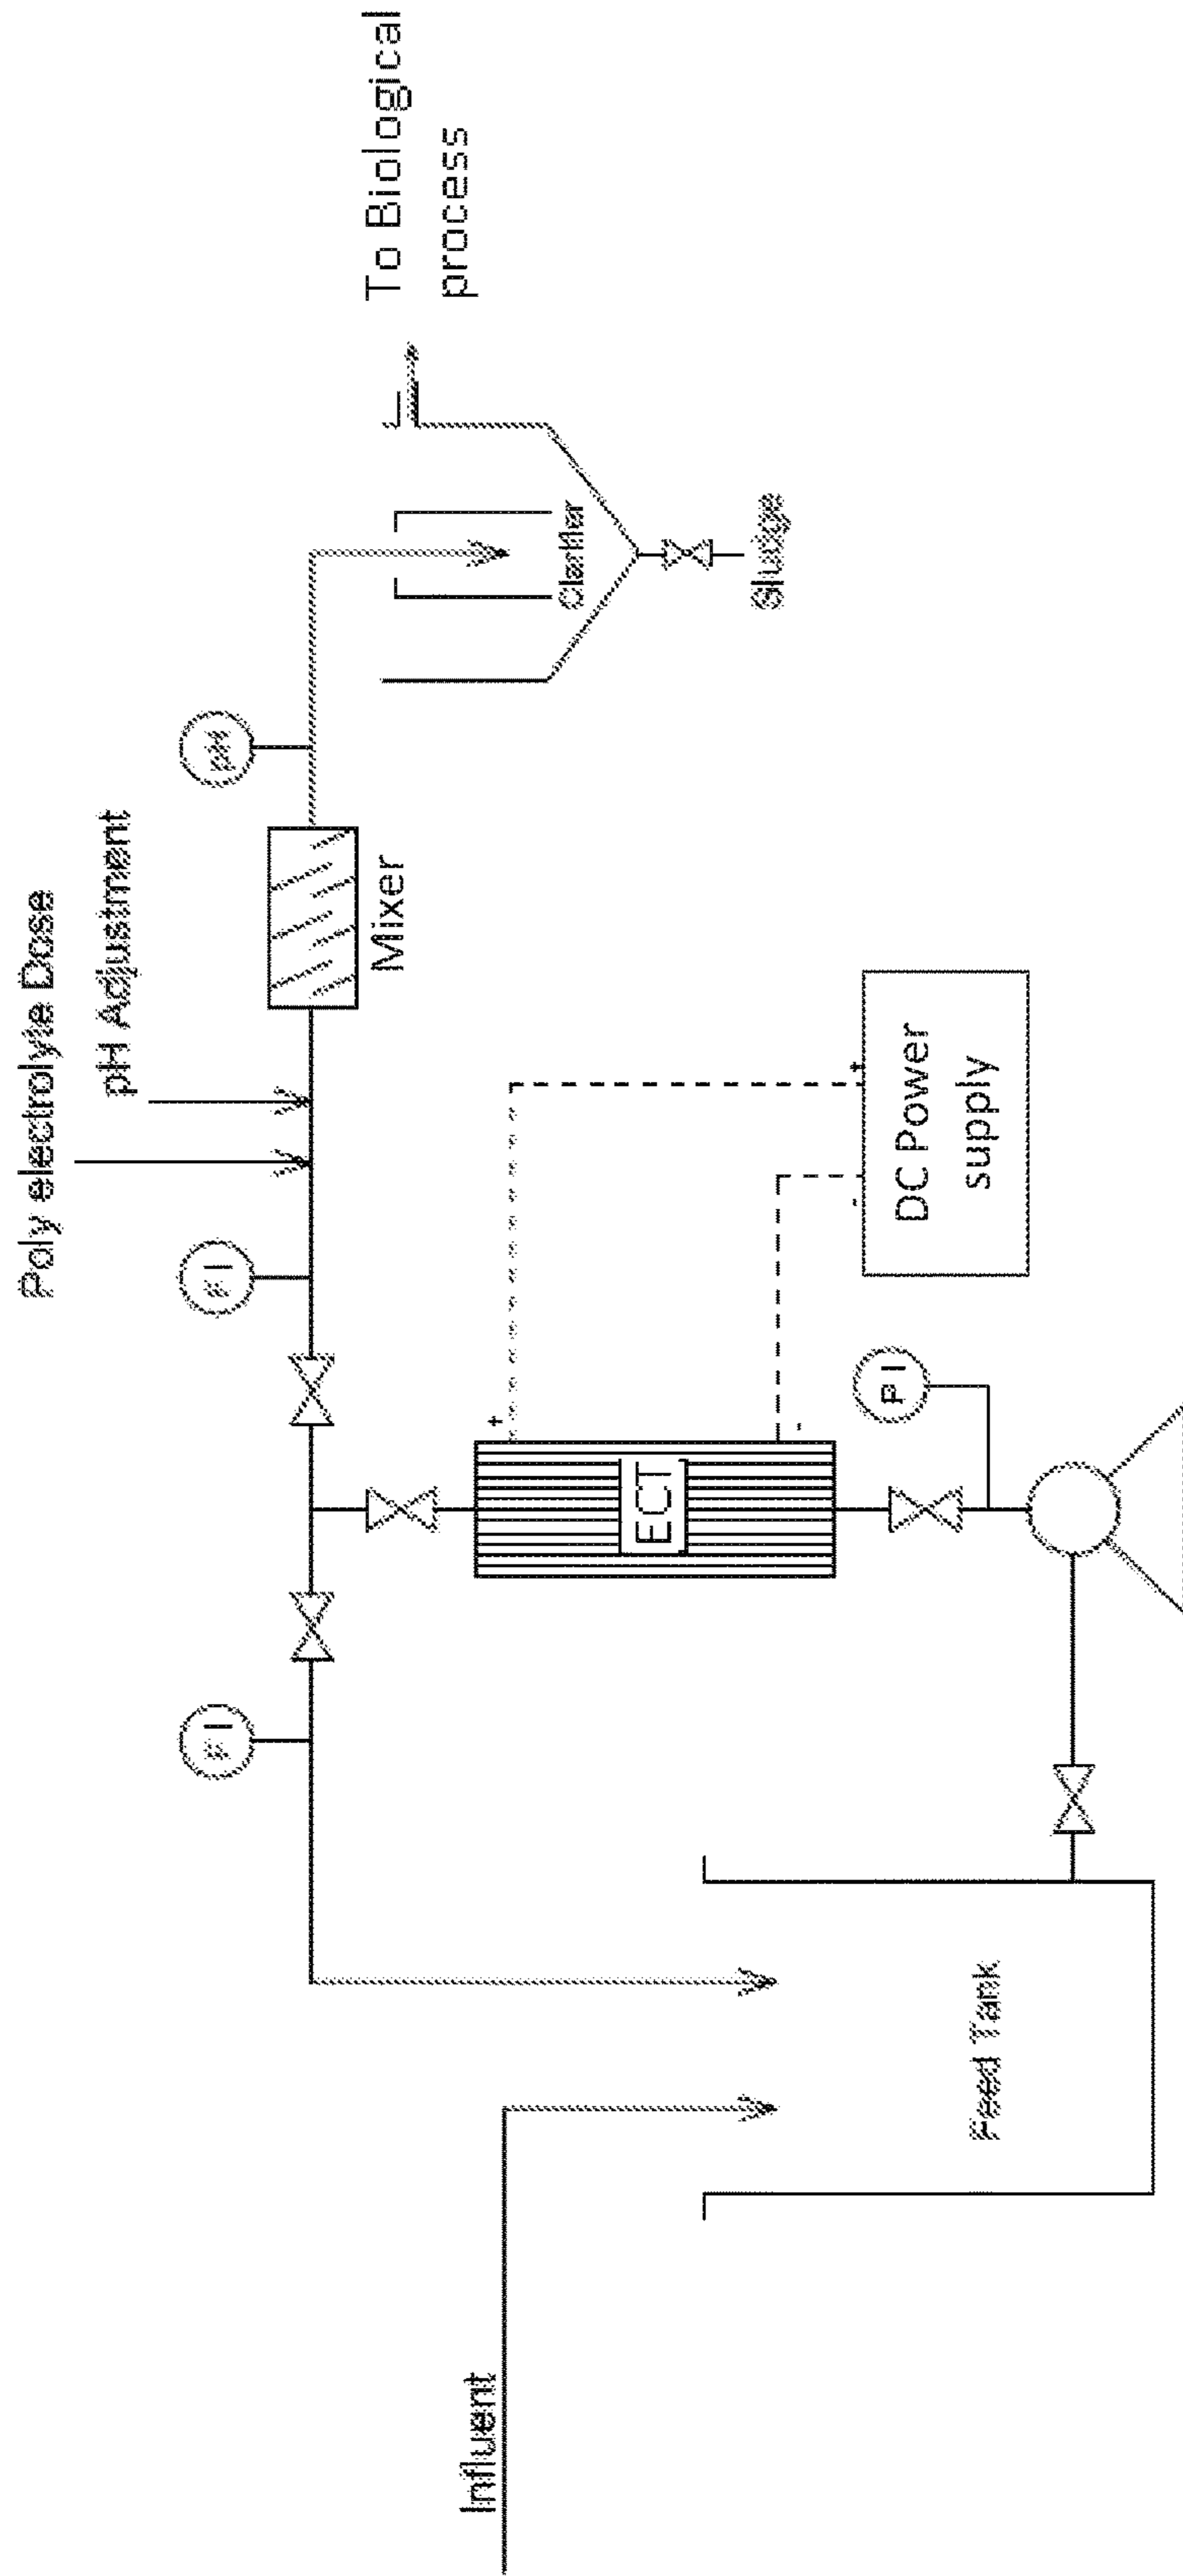 Poly electrolyte Dose
pH Adjustment
Influent
FI
FI
pH
Mixer
To Biological
process
Clarifier
Sludge
+
-
ECT
+
-
DC Power
supply
PI
Feed Tank